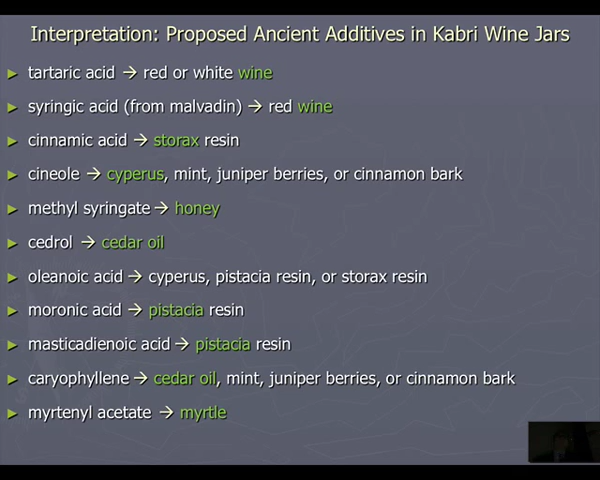 Interpretation: Proposed Ancient Additives in Kabri Wine Jars
► tartaric acid → red or white wine
► syringic acid (from malvadin) → red wine
► cinnamic acid → storax resin
► cineole → cyperus, mint, juniper berries, or cinnamon bark
► methyl syringate → honey
► cedrol → cedar oil
► oleanoic acid → cyperus, pistacia resin, or storax resin
► moronic acid → pistacia resin
► masticadienoic acid → pistacia resin
► caryophyllene → cedar oil, mint, juniper berries, or cinnamon bark
► myrtenyl acetate → myrtle